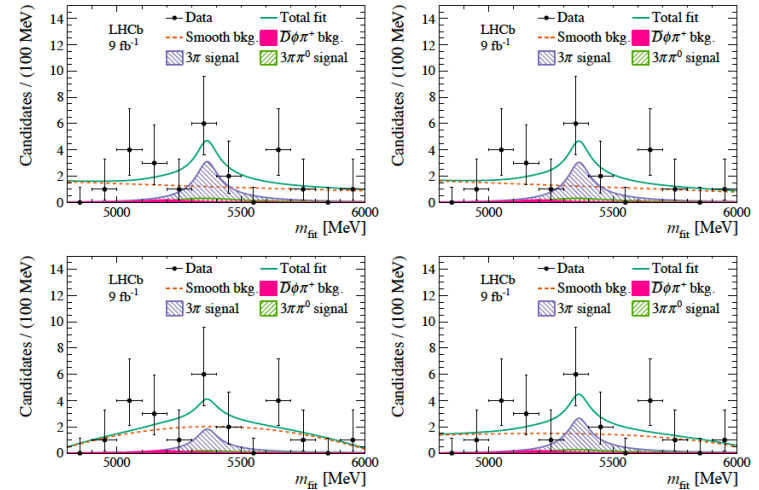 Candidates / (100 MeV)
14
12
10
8
6
4
2
0
LHCb
9 fb⁻¹
Data
Total fit
Smooth bkg.
D̅ϕπ⁺ bkg.
3π signal
3ππ⁰ signal
5000
5500
6000
m_fit [MeV]
Candidates / (100 MeV)
14
12
10
8
6
4
2
0
LHCb
9 fb⁻¹
Data
Total fit
Smooth bkg.
D̅ϕπ⁺ bkg.
3π signal
3ππ⁰ signal
5000
5500
6000
m_fit [MeV]
Candidates / (100 MeV)
14
12
10
8
6
4
2
0
LHCb
9 fb⁻¹
Data
Total fit
Smooth bkg.
D̅ϕπ⁺ bkg.
3π signal
3ππ⁰ signal
5000
5500
6000
m_fit [MeV]
Candidates / (100 MeV)
14
12
10
8
6
4
2
0
LHCb
9 fb⁻¹
Data
Total fit
Smooth bkg.
D̅ϕπ⁺ bkg.
3π signal
3ππ⁰ signal
5000
5500
6000
m_fit [MeV]